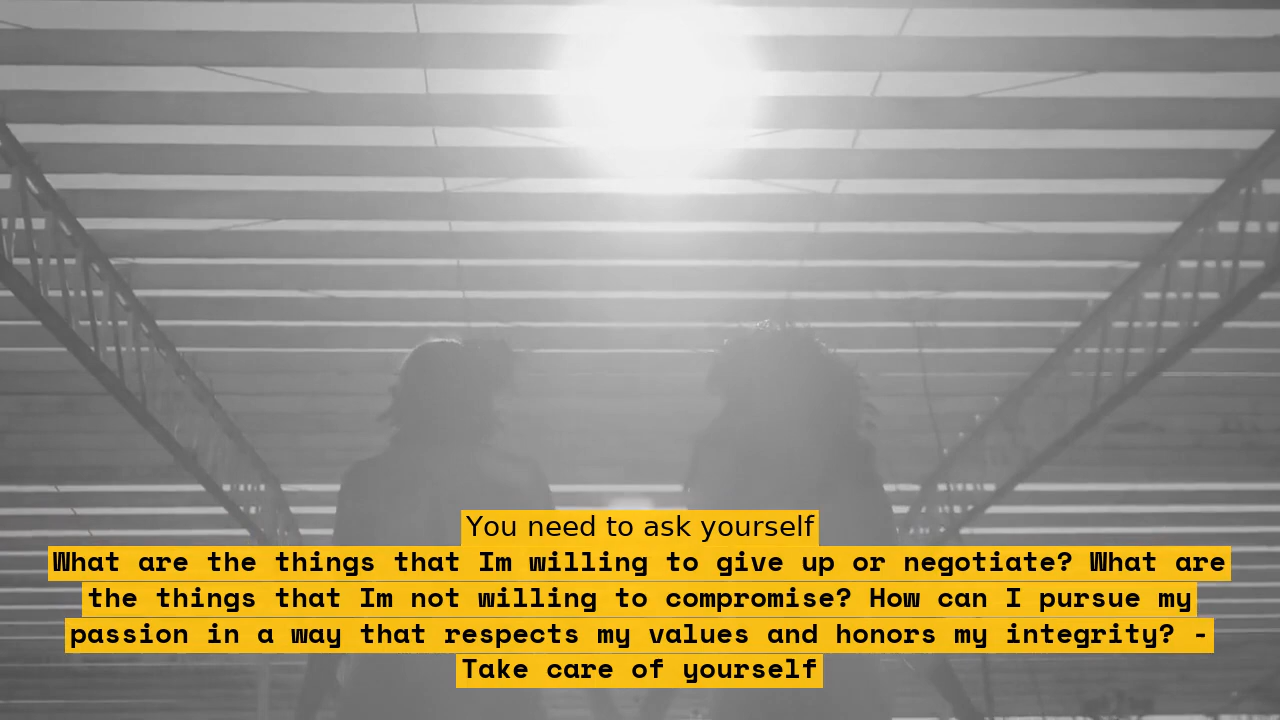 You need to ask yourself
What are the things that Im willing to give up or negotiate? What are
the things that Im not willing to compromise? How can I pursue my
passion in a way that respects my values and honors my integrity? -
Take care of yourself